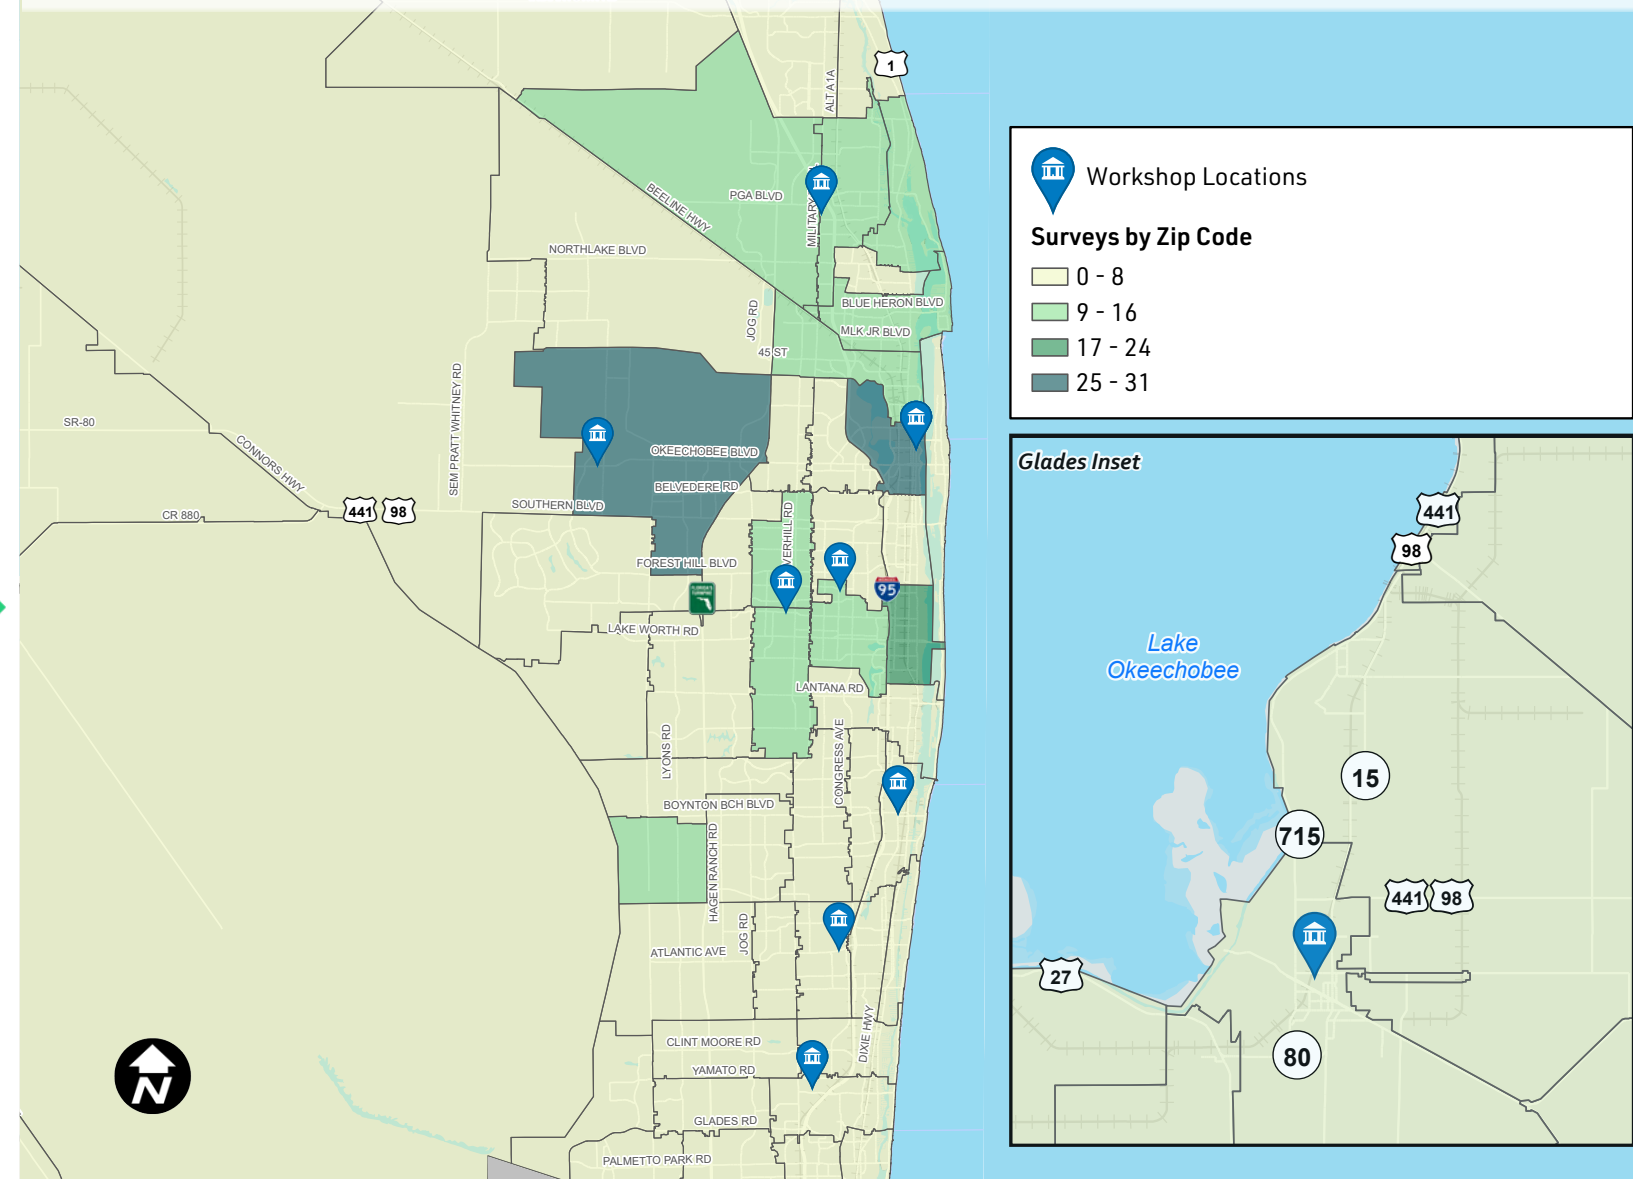 1
ALT A1A
Workshop Locations
Surveys by Zip Code
0 - 8
9 - 16
17 - 24
25 - 31
PGA BLVD
BEELINE HWY
MILITARY
NORTHLAKE BLVD
BLUE HERON BLVD
JOG RD
MLK JR BLVD
45 ST
SEM PRATT WHITNEY RD
SR-80
CONNORS HWY
OKEECHOBEE BLVD
BELVEDERE RD
SOUTHERN BLVD
441
98
CR 880
VERHILL RD
FOREST HILL BLVD
95
LAKE WORTH RD
LANTANA RD
LYONS RD
CONGRESS AVE
BOYNTON BCH BLVD
HAGEN RANCH RD
JOG RD
ATLANTIC AVE
DIXIE HWY
CLINT MOORE RD
YAMATO RD
GLADES RD
PALMETTO PARK RD
N
Glades Inset
441
98
Lake
Okeechobee
15
715
441
98
27
80